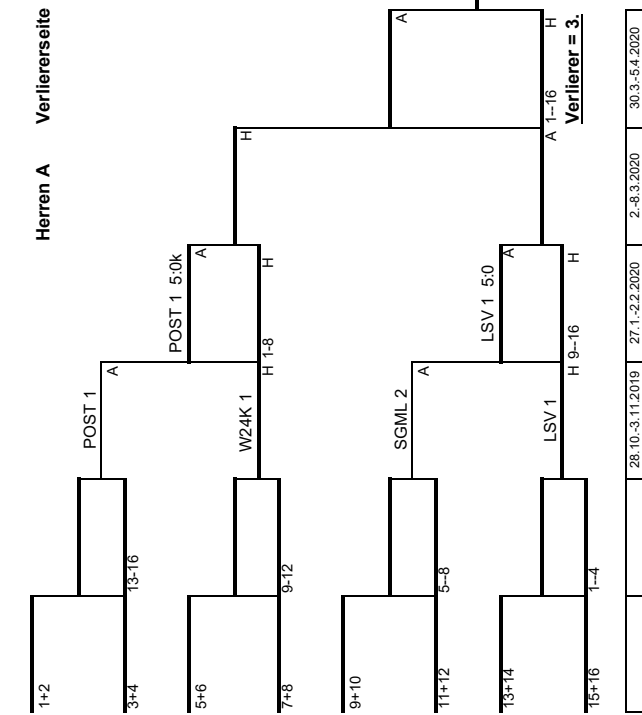 Herren A Verliererseite
1+2
3+4
13-16
POST 1
A
5+6
7+8
9-12
W24K 1
H 1-8
POST 1 5:0k
A
H
H
9+10
11+12
5--8
SGML 2
A
13+14
15+16
1--4
LSV 1
H 9--16
LSV 1 5:0
A
H
A 1--16
A
H
Verlierer = 3.
28.10.-3.11.2019
27.1.-2.2.2020
2.-8.3.2020
30.3.-5.4.2020